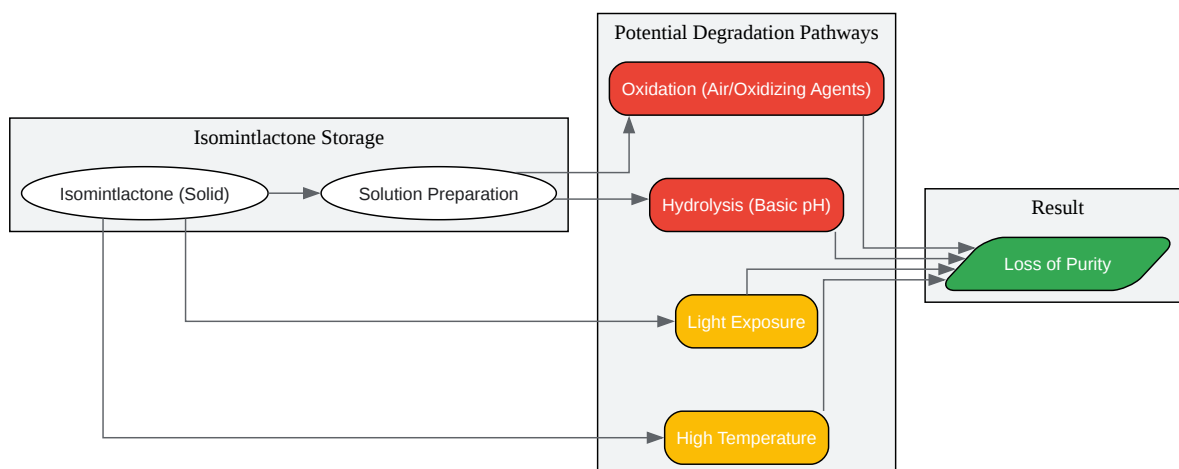 Potential Degradation Pathways
Oxidation (Air/Oxidizing Agents)
Isomintlactone Storage
Isomintlactone (Solid)
Solution Preparation
Hydrolysis (Basic pH)
Result
Loss of Purity
Light Exposure
High Temperature